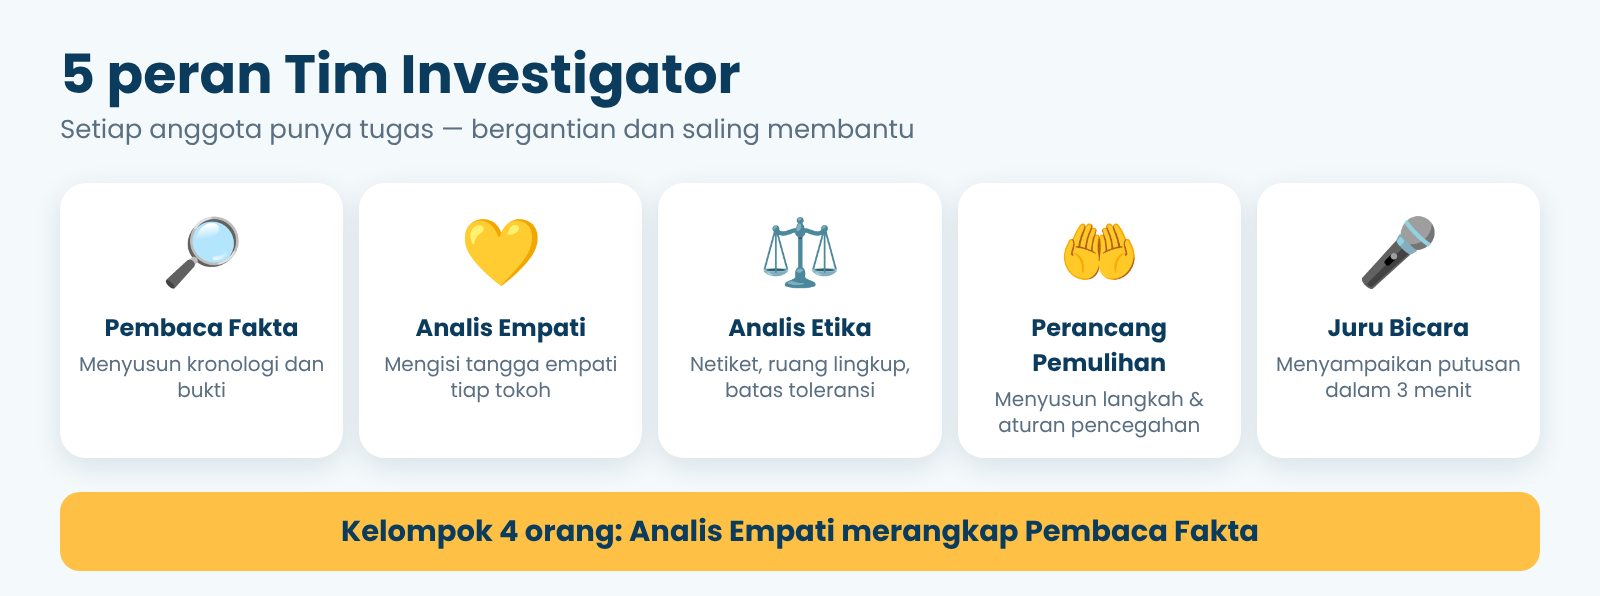 5 peran Tim Investigator
Setiap anggota punya tugas — bergantian dan saling membantu
Pembaca Fakta
Menyusun kronologi dan
bukti
Analis Empati
Mengisi tangga empati
tiap tokoh
Analis Etika
Netiket, ruang lingkup,
batas toleransi
Perancang
Pemulihan
Menyusun langkah &
aturan pencegahan
Juru Bicara
Menyampaikan putusan
dalam 3 menit
Kelompok 4 orang: Analis Empati merangkap Pembaca Fakta